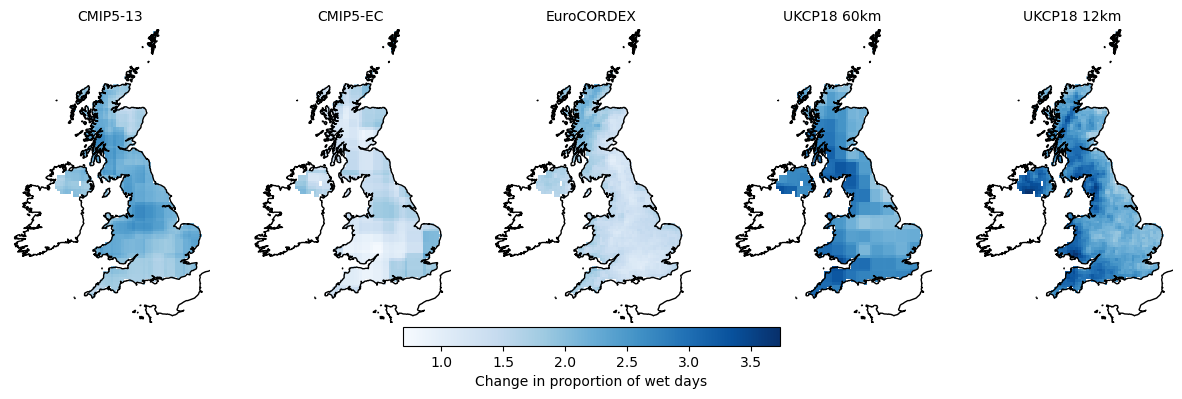 CMIP5-13 CMIP5-EC EuroCORDEX UKCP18 60km UKCP18 12km
1.0 1.5 2.0 2.5 3.0 3.5
Change in proportion of wet days